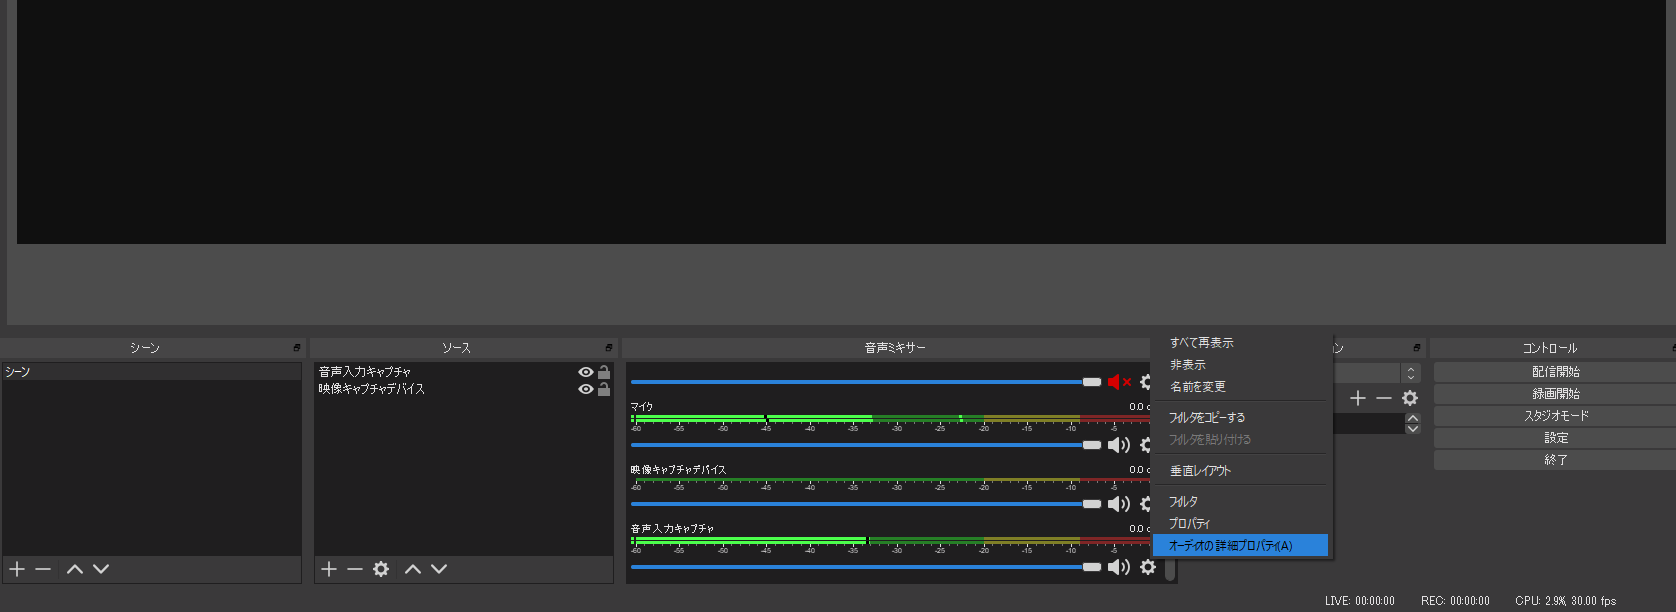 シーン
ソース
音声ミキサー
ン
コントロール
シーン
音声入力キャプチャ
映像キャプチャデバイス
マイク
0.0
-60 -55 -50 -45 -40 -35 -30 -25 -20 -15 -10 -5
映像キャプチャデバイス
0.0
-60 -55 -50 -45 -40 -35 -30 -25 -20 -15 -10 -5
音声入力キャプチャ
0.0
-60 -55 -50 -45 -40 -35 -30 -25 -20 -15 -10 -5
すべて再表示
非表示
名前を変更
フィルタをコピーする
フィルタを貼り付ける
垂直レイアウト
フィルタ
プロパティ
オーディオの詳細プロパティ(A)
配信開始
録画開始
スタジオモード
設定
終了
LIVE: 00:00:00 REC: 00:00:00 CPU: 2.9%, 30.00 fps